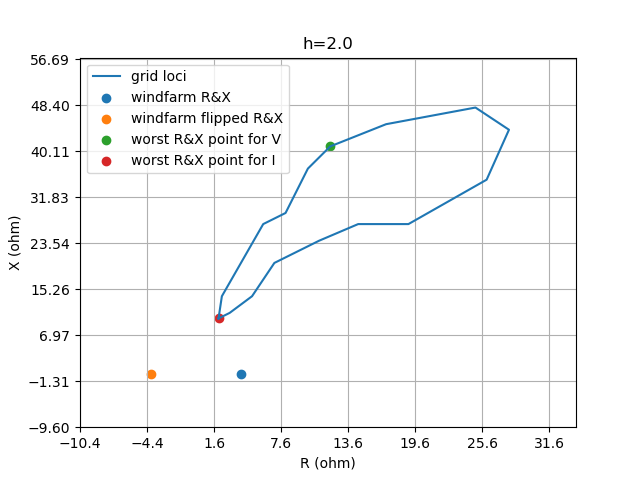 h=2.0
56.69
48.40
40.11
31.83
23.54
15.26
6.97
−1.31
−9.60
X (ohm)
grid loci
windfarm R&X
windfarm flipped R&X
worst R&X point for V
worst R&X point for I
−10.4 −4.4 1.6 7.6 13.6 19.6 25.6 31.6
R (ohm)